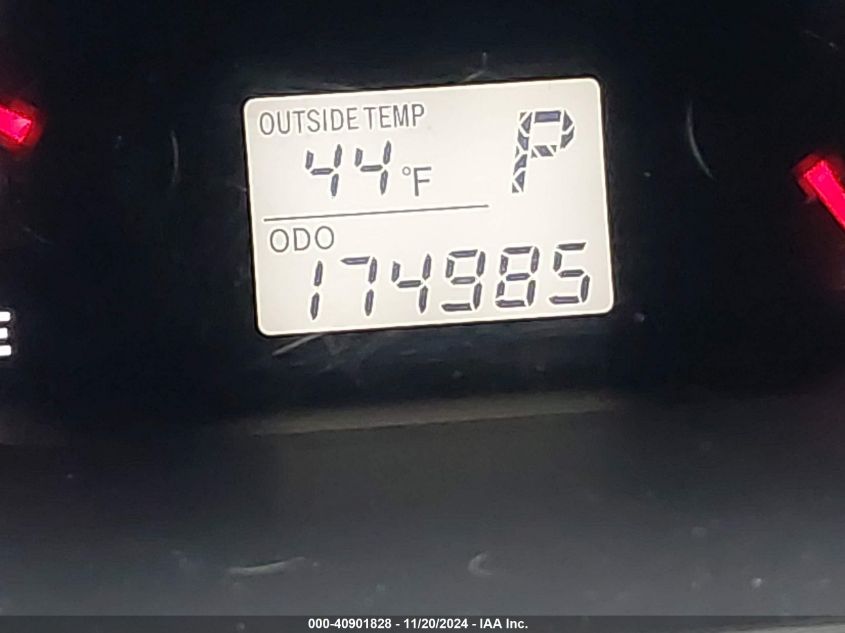 OUTSIDE TEMP
44°F P
ODO
174985
E
000-40901828 - 11/20/2024 - IAA Inc.